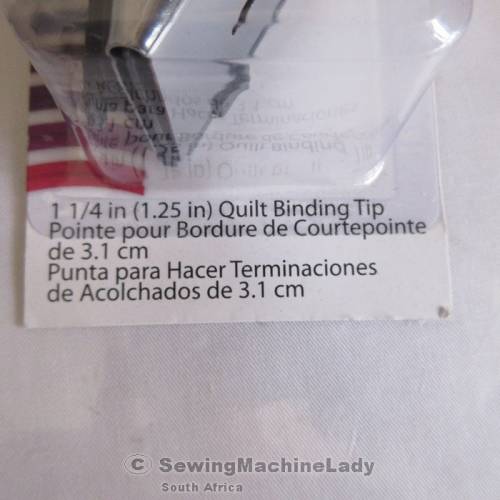 1 1/4 in (1.25 in) Quilt Binding Tip
Pointe pour Bordure de Courtepointe
de 3.1 cm
Punta para Hacer Terminaciones
de Acolchados de 3.1 cm
© SewingMachineLady
South Africa